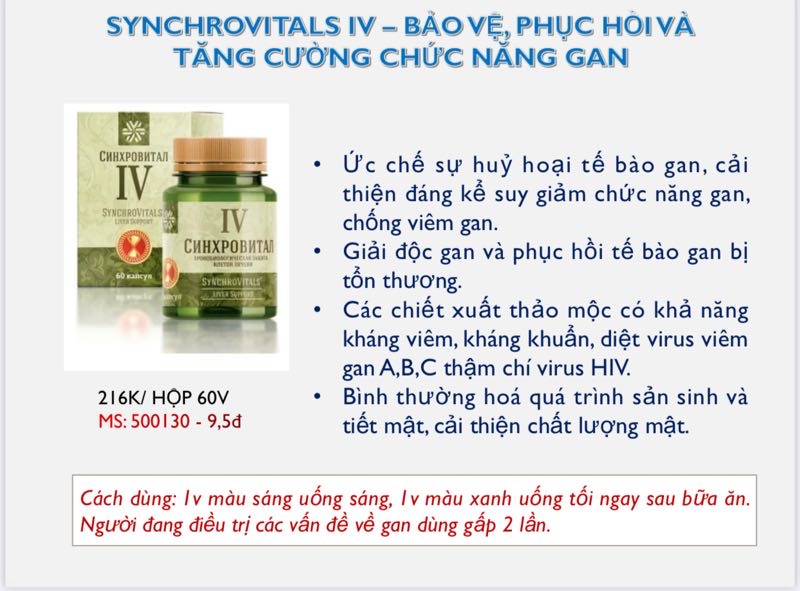 SYNCHROVITALS IV – BẢO VỆ, PHỤC HỒI VÀ
TĂNG CƯỜNG CHỨC NĂNG GAN
СИНХРОВИТАЛ
IV
SYNCHROVITALS
LIVER SUPPORT
60 капсул
IV
СИНХРОВИТАЛ
ХРОНОБИОЛОГИЧЕСКАЯ ЗАЩИТА
КЛЕТОК ПЕЧЕНИ
SYNCHROVITALS
LIVER SUPPORT
• Ức chế sự huỷ hoại tế bào gan, cải
thiện đáng kể suy giảm chức năng gan,
chống viêm gan.
• Giải độc gan và phục hồi tế bào gan bị
tổn thương.
• Các chiết xuất thảo mộc có khả năng
kháng viêm, kháng khuẩn, diệt virus viêm
gan A,B,C thậm chí virus HIV.
• Bình thường hoá quá trình sản sinh và
tiết mật, cải thiện chất lượng mật.
216K/ HỘP 60V
MS: 500130 - 9,5đ
Cách dùng: 1v màu sáng uống sáng, 1v màu xanh uống tối ngay sau bữa ăn.
Người đang điều trị các vấn đề về gan dùng gấp 2 lần.